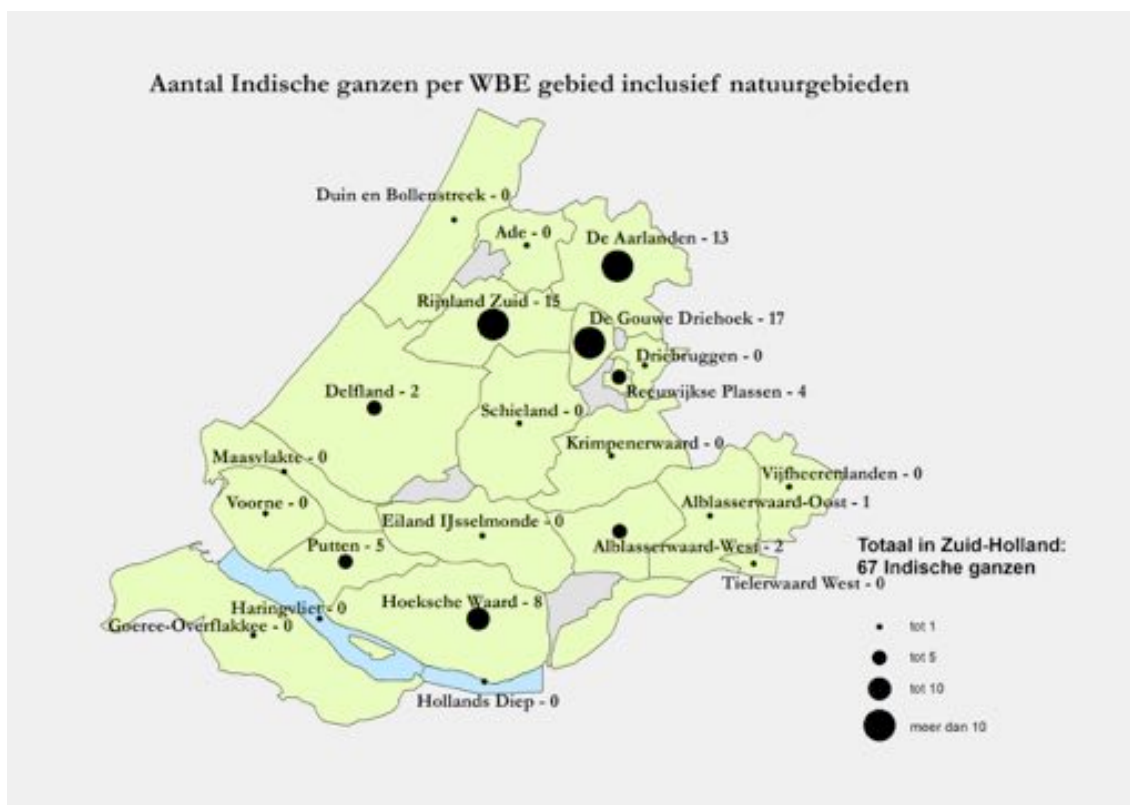 Aantal Indische ganzen per WBE gebied inclusief natuurgebieden
Duin en Bollenstreek - 0
Ade - 0
De Aarlanden - 13
Rijnland Zuid - 15
De Gouwe Driehoek - 17
Driebruggen - 0
Reeuwijkse Plassen - 4
Delfland - 2
Schieland - 0
Krimpenerwaard - 0
Maasvlakte - 0
Vijfheerenlanden - 0
Voorne - 0
Alblasserwaard-Oost - 1
Eiland IJsselmonde - 0
Putten - 5
Alblasserwaard-West - 2
Totaal in Zuid-Holland:
67 Indische ganzen
Tielerwaard West - 0
Haringvliet - 0
Hoeksche Waard - 8
Goeree-Overflakkee - 0
Hollands Diep - 0
tot 1
tot 5
tot 10
meer dan 10